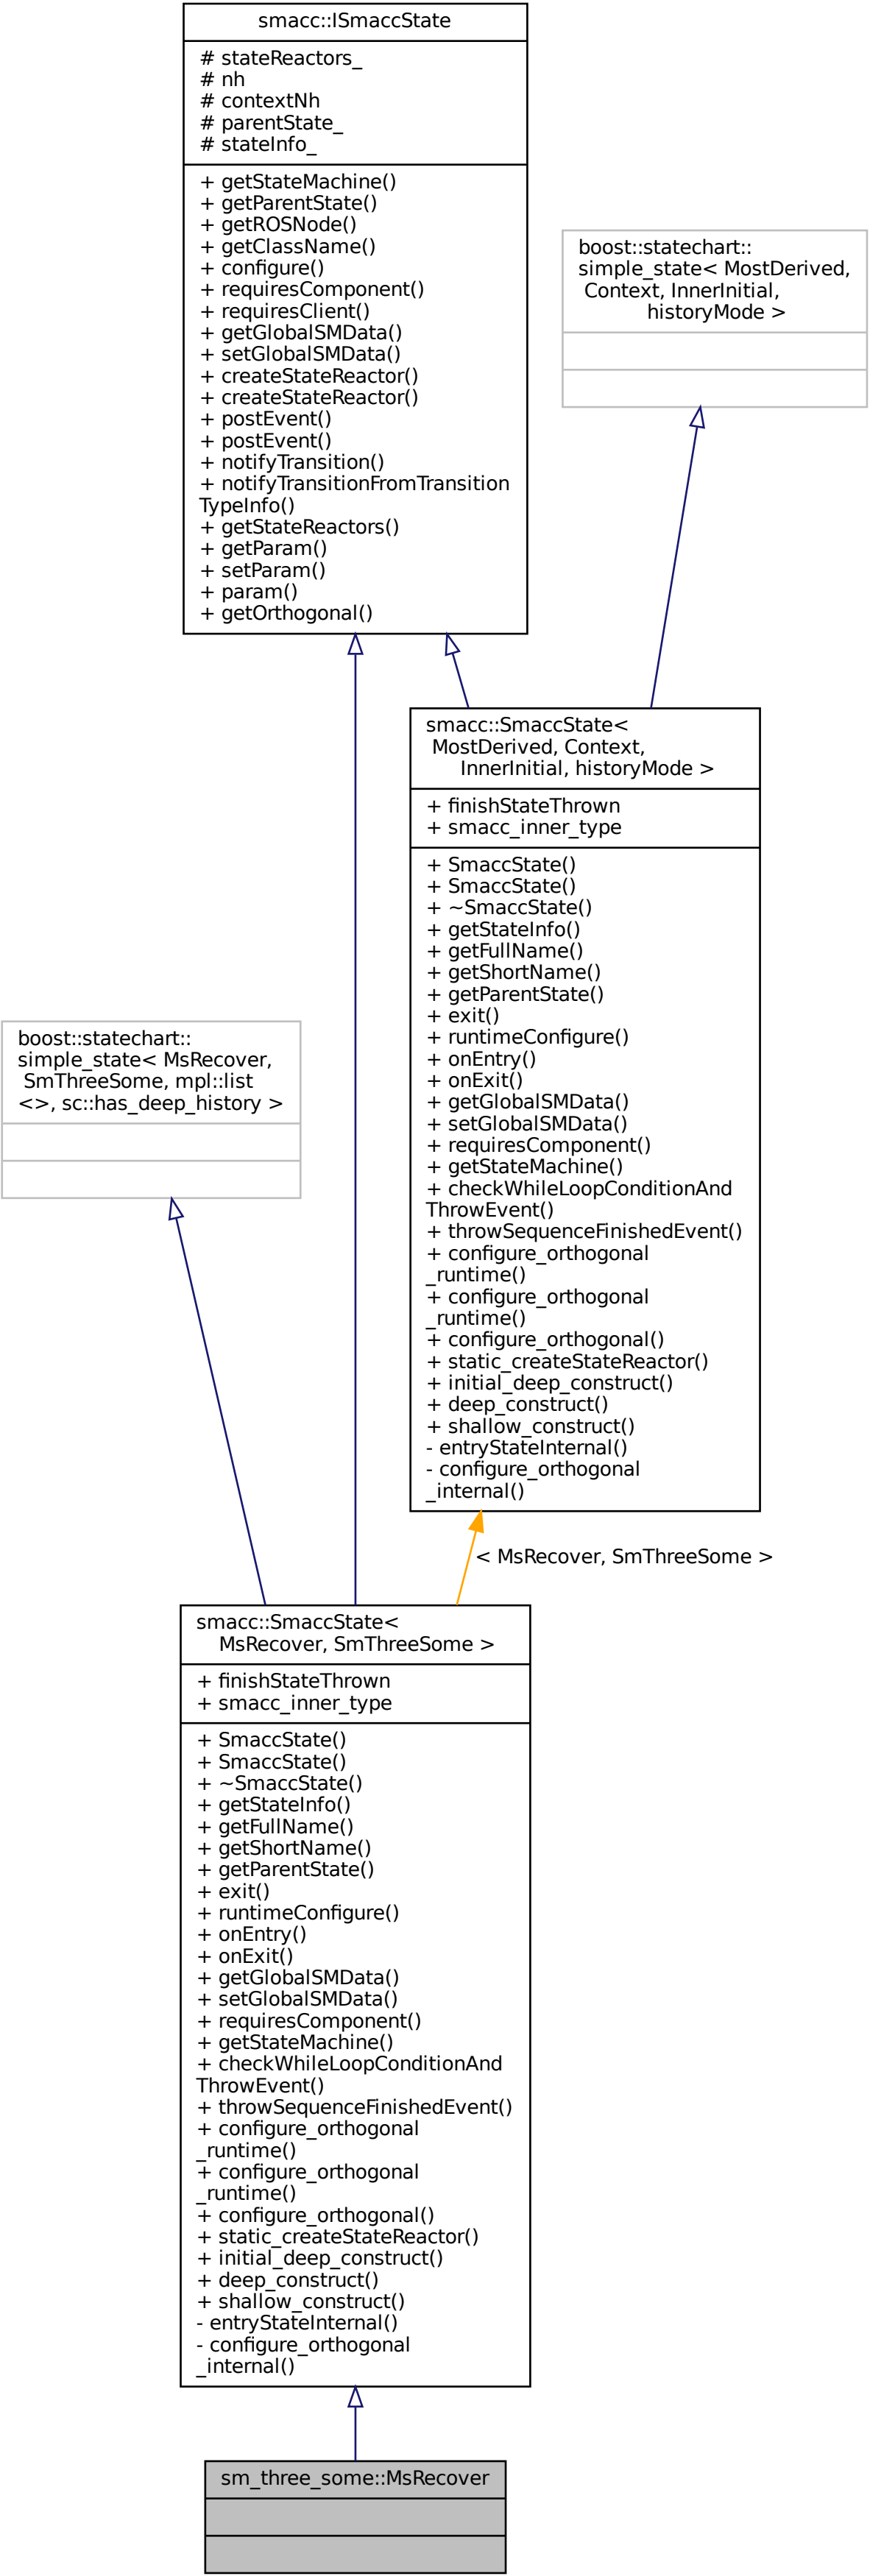 smacc::ISmaccState
# stateReactors_
# nh
# contextNh
# parentState_
# stateInfo_
+ getStateMachine()
+ getParentState()
+ getROSNode()
+ getClassName()
+ configure()
+ requiresComponent()
+ requiresClient()
+ getGlobalSMData()
+ setGlobalSMData()
+ createStateReactor()
+ createStateReactor()
+ postEvent()
+ postEvent()
+ notifyTransition()
+ notifyTransitionFromTransition
TypeInfo()
+ getStateReactors()
+ getParam()
+ setParam()
+ param()
+ getOrthogonal()
boost::statechart::
simple_state< MostDerived,
Context, InnerInitial,
historyMode >
smacc::SmaccState<
MostDerived, Context,
InnerInitial, historyMode >
+ finishStateThrown
+ smacc_inner_type
+ SmaccState()
+ SmaccState()
+ ~SmaccState()
+ getStateInfo()
+ getFullName()
+ getShortName()
+ getParentState()
+ exit()
+ runtimeConfigure()
+ onEntry()
+ onExit()
+ getGlobalSMData()
+ setGlobalSMData()
+ requiresComponent()
+ getStateMachine()
+ checkWhileLoopConditionAnd
ThrowEvent()
+ throwSequenceFinishedEvent()
+ configure_orthogonal
_runtime()
+ configure_orthogonal
_runtime()
+ configure_orthogonal()
+ static_createStateReactor()
+ initial_deep_construct()
+ deep_construct()
+ shallow_construct()
- entryStateInternal()
- configure_orthogonal
_internal()
boost::statechart::
simple_state< MsRecover,
SmThreeSome, mpl::list
<>, sc::has_deep_history >
< MsRecover, SmThreeSome >
smacc::SmaccState<
MsRecover, SmThreeSome >
+ finishStateThrown
+ smacc_inner_type
+ SmaccState()
+ SmaccState()
+ ~SmaccState()
+ getStateInfo()
+ getFullName()
+ getShortName()
+ getParentState()
+ exit()
+ runtimeConfigure()
+ onEntry()
+ onExit()
+ getGlobalSMData()
+ setGlobalSMData()
+ requiresComponent()
+ getStateMachine()
+ checkWhileLoopConditionAnd
ThrowEvent()
+ throwSequenceFinishedEvent()
+ configure_orthogonal
_runtime()
+ configure_orthogonal
_runtime()
+ configure_orthogonal()
+ static_createStateReactor()
+ initial_deep_construct()
+ deep_construct()
+ shallow_construct()
- entryStateInternal()
- configure_orthogonal
_internal()
sm_three_some::MsRecover